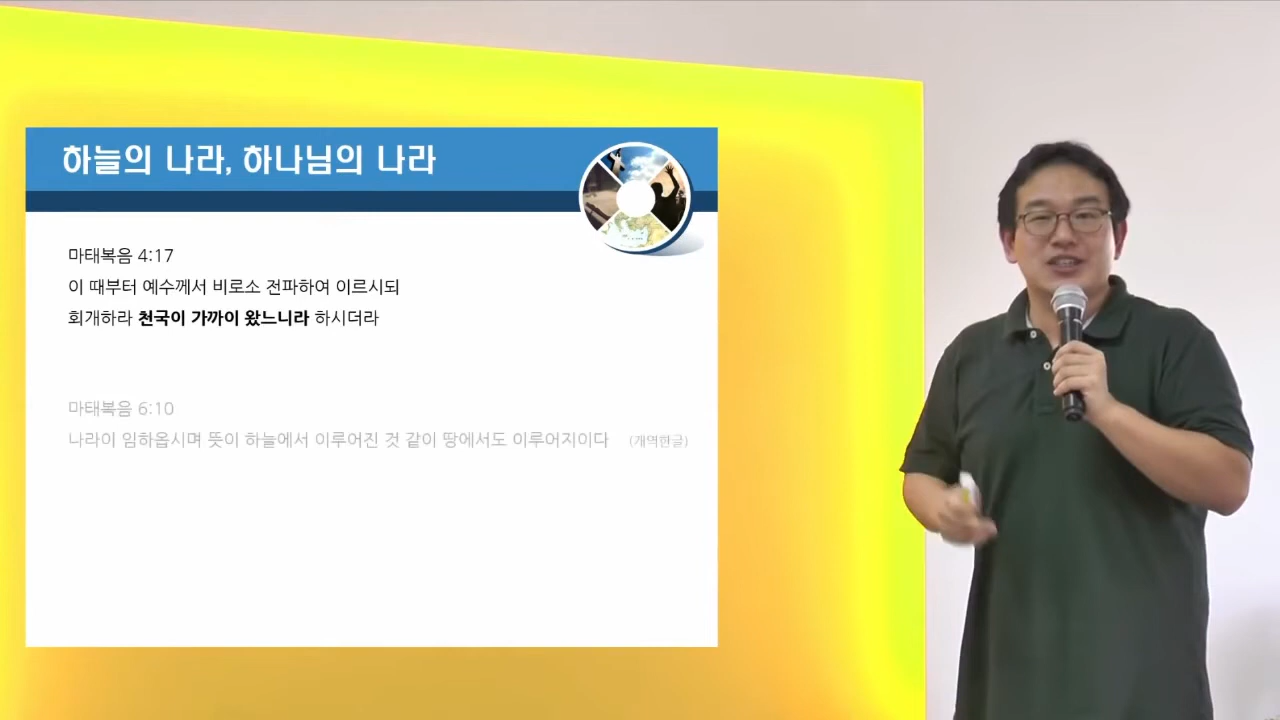 하늘의 나라, 하나님의 나라
마태복음 4:17
이 때부터 예수께서 비로소 전파하여 이르시되
회개하라 천국이 가까이 왔느니라 하시더라
마태복음 6:10
나라이 임하옵시며 뜻이 하늘에서 이루어진 것 같이 땅에서도 이루어지이다 (개역한글)